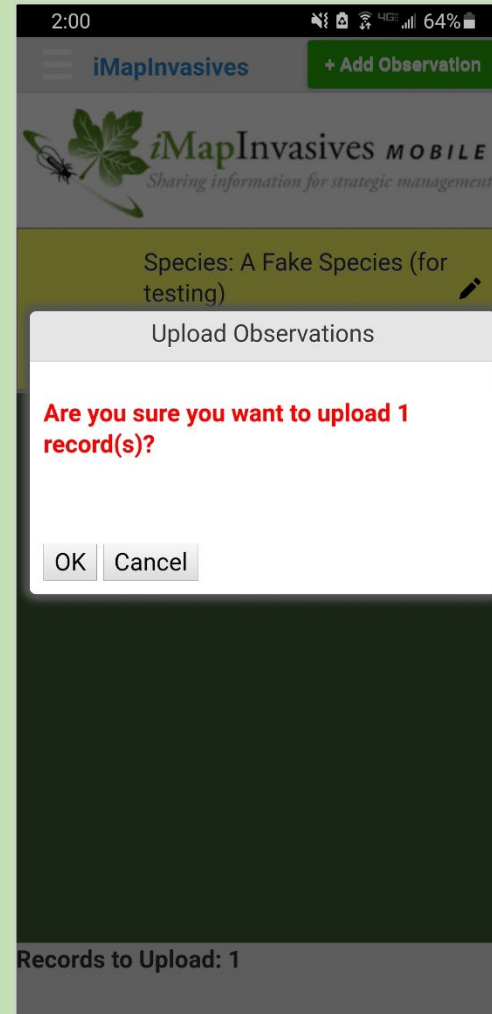 2:00 4GE 64%
iMapInvasives + Add Observation
iMapInvasives MOBILE
Sharing information for strategic management
Species: A Fake Species (for
testing)
Upload Observations
Are you sure you want to upload 1
record(s)?
OK Cancel
Records to Upload: 1